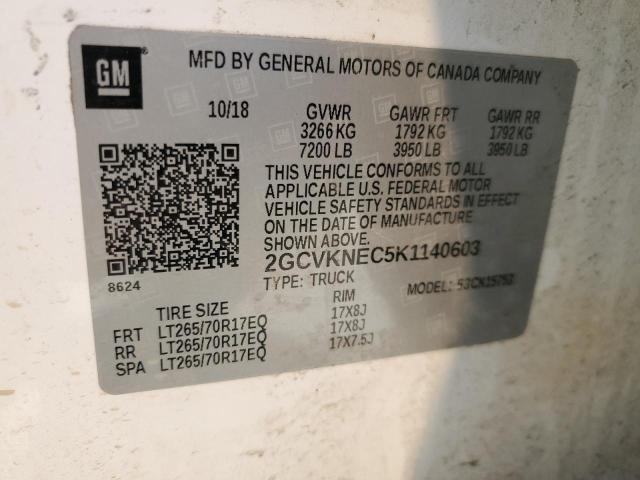 GM
MFD BY GENERAL MOTORS OF CANADA COMPANY
10/18 GVWR GAWR FRT GAWR RR
3266 KG 1792 KG 1792 KG
7200 LB 3950 LB 3950 LB
THIS VEHICLE CONFORMS TO ALL
APPLICABLE U.S. FEDERAL MOTOR
VEHICLE SAFETY STANDARDS IN EFFECT
ON THE DATE OF MANUFACTURE
SHOWN ABOVE.
2GCVKNEC5K1140603
8624 TYPE: TRUCK MODEL:
TIRE SIZE RIM
FRT LT265/70R17EQ 17X8J
RR LT265/70R17EQ 17X8J
SPA LT265/70R17EQ 17X7.5J